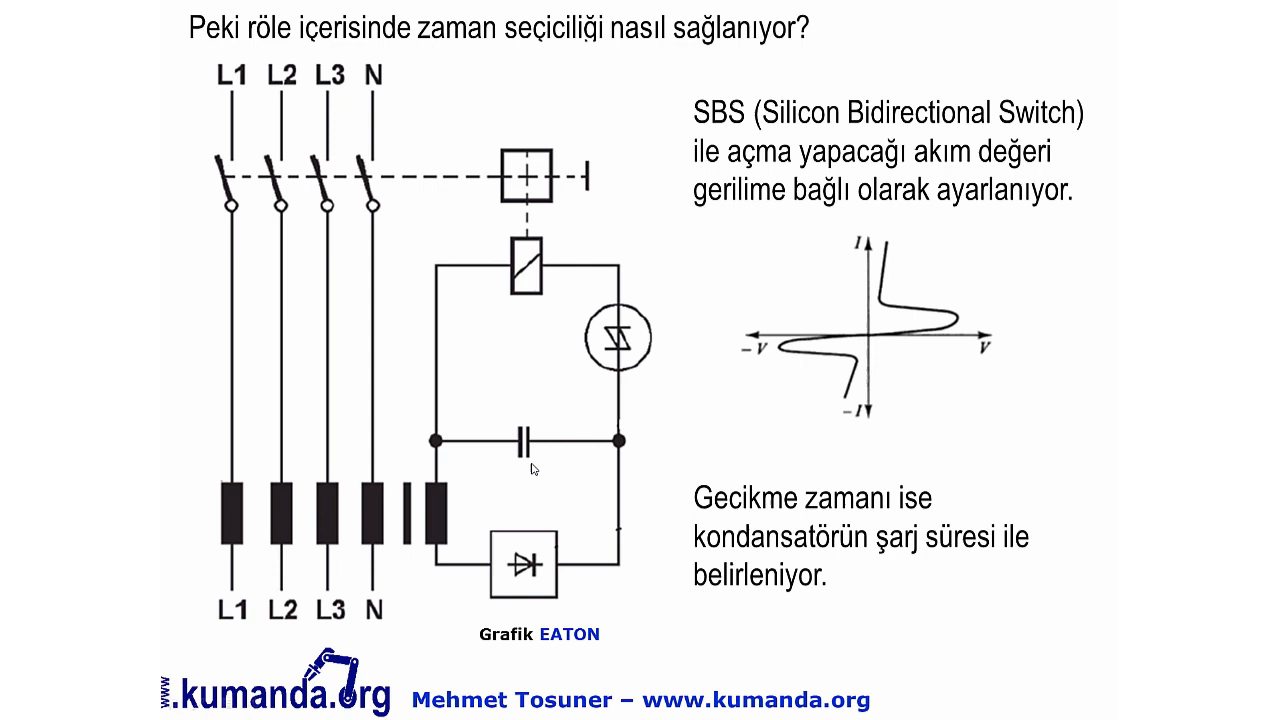 Peki röle içerisinde zaman seçiciliği nasıl sağlanıyor?
L1 L2 L3 N
SBS (Silicon Bidirectional Switch)
ile açma yapacağı akım değeri
gerilime bağlı olarak ayarlanıyor.
I
– V V
– I
Gecikme zamanı ise
kondansatörün şarj süresi ile
belirleniyor.
L1 L2 L3 N
Grafik EATON
www.kumanda.org
Mehmet Tosuner – www.kumanda.org